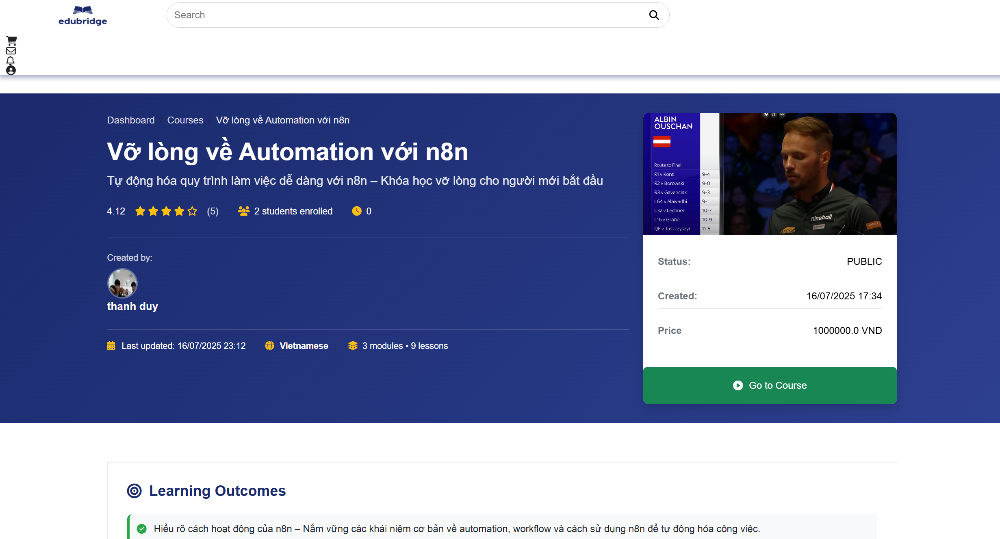 edubridge
Search
Dashboard / Courses / Vỡ lòng về Automation với n8n
Vỡ lòng về Automation với n8n
Tự động hóa quy trình làm việc dễ dàng với n8n – Khóa học vỡ lòng cho người mới bắt đầu
4.12 (5) 2 students enrolled 0
Created by:
thanh duy
Last updated: 16/07/2025 23:12 Vietnamese 3 modules • 9 lessons
ALBIN
OUSCHAN
Route to Final
R1 v Kont 9-4
R2 v Borowski 9-0
R3 v Gavenciak 9-3
L64 v Alawadhi 9-1
L32 v Lechner 10-7
L16 v Grabe 10-9
QF v Juszczyszyn 11-5
nineball
PREDATOR
Status: PUBLIC
Created: 16/07/2025 17:34
Price 1000000.0 VND
Go to Course
Learning Outcomes
Hiểu rõ cách hoạt động của n8n – Nắm vững các khái niệm cơ bản về automation, workflow và cách sử dụng n8n để tự động hóa công việc.